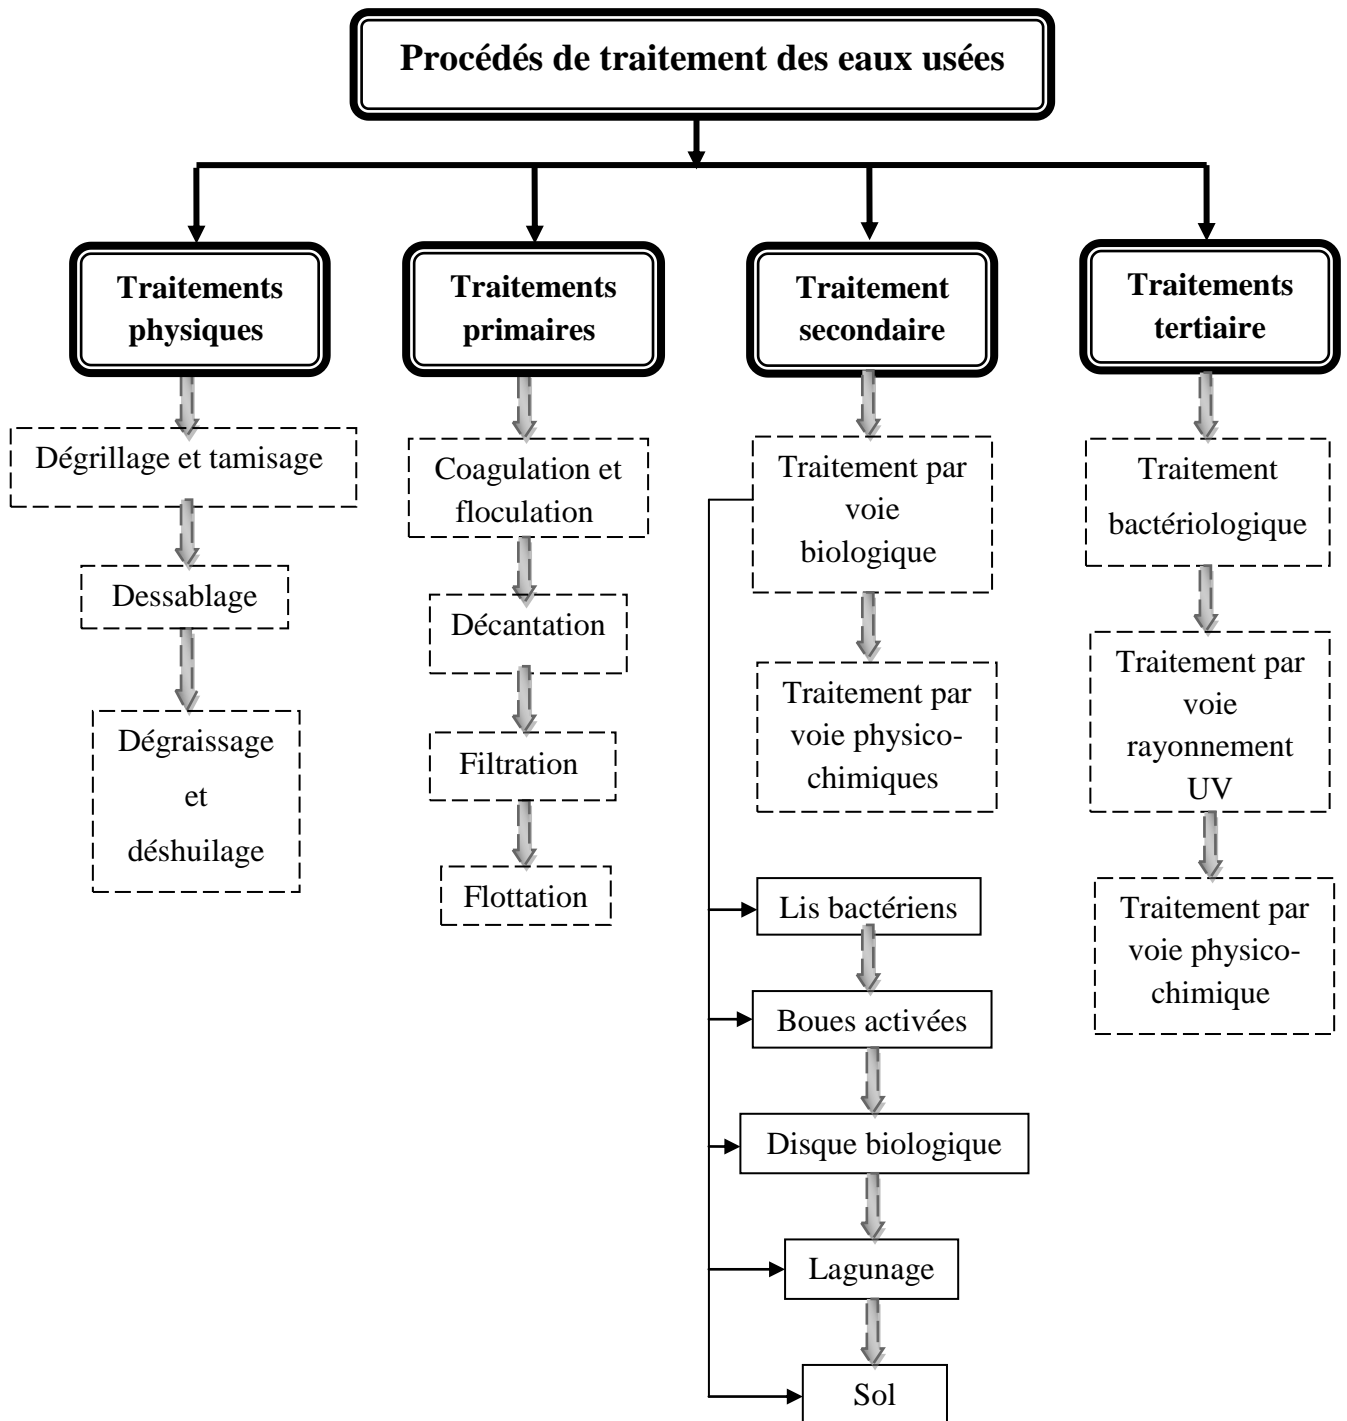 Procédés de traitement des eaux usées
Traitements
physiques
Dégrillage et tamisage
Dessablage
Dégraissage
et
déshuilage
Traitements
primaires
Coagulation et
floculation
Décantation
Filtration
Flottation
Traitement
secondaire
Traitement par
voie
biologique
Traitement par
voie physico-
chimiques
Lis bactériens
Boues activées
Disque biologique
Lagunage
Sol
Traitements
tertiaire
Traitement
bactériologique
Traitement par
voie
rayonnement
UV
Traitement par
voie physico-
chimique